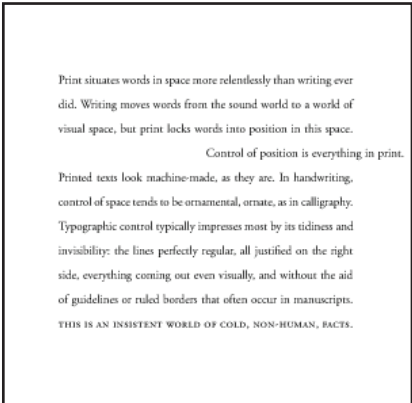 Print situates words in space more relentlessly than writing ever
did. Writing moves words from the sound world to a world of
visual space, but print locks words into position in this space.
Control of position is everything in print.
Printed texts look machine-made, as they are. In handwriting,
control of space tends to be ornamental, ornate, as in calligraphy.
Typographic control typically impresses most by its tidiness and
invisibility: the lines perfectly regular, all justified on the right
side, everything coming out even visually, and without the aid
of guidelines or ruled borders that often occur in manuscripts.
THIS IS AN INSISTENT WORLD OF COLD, NON-HUMAN, FACTS.